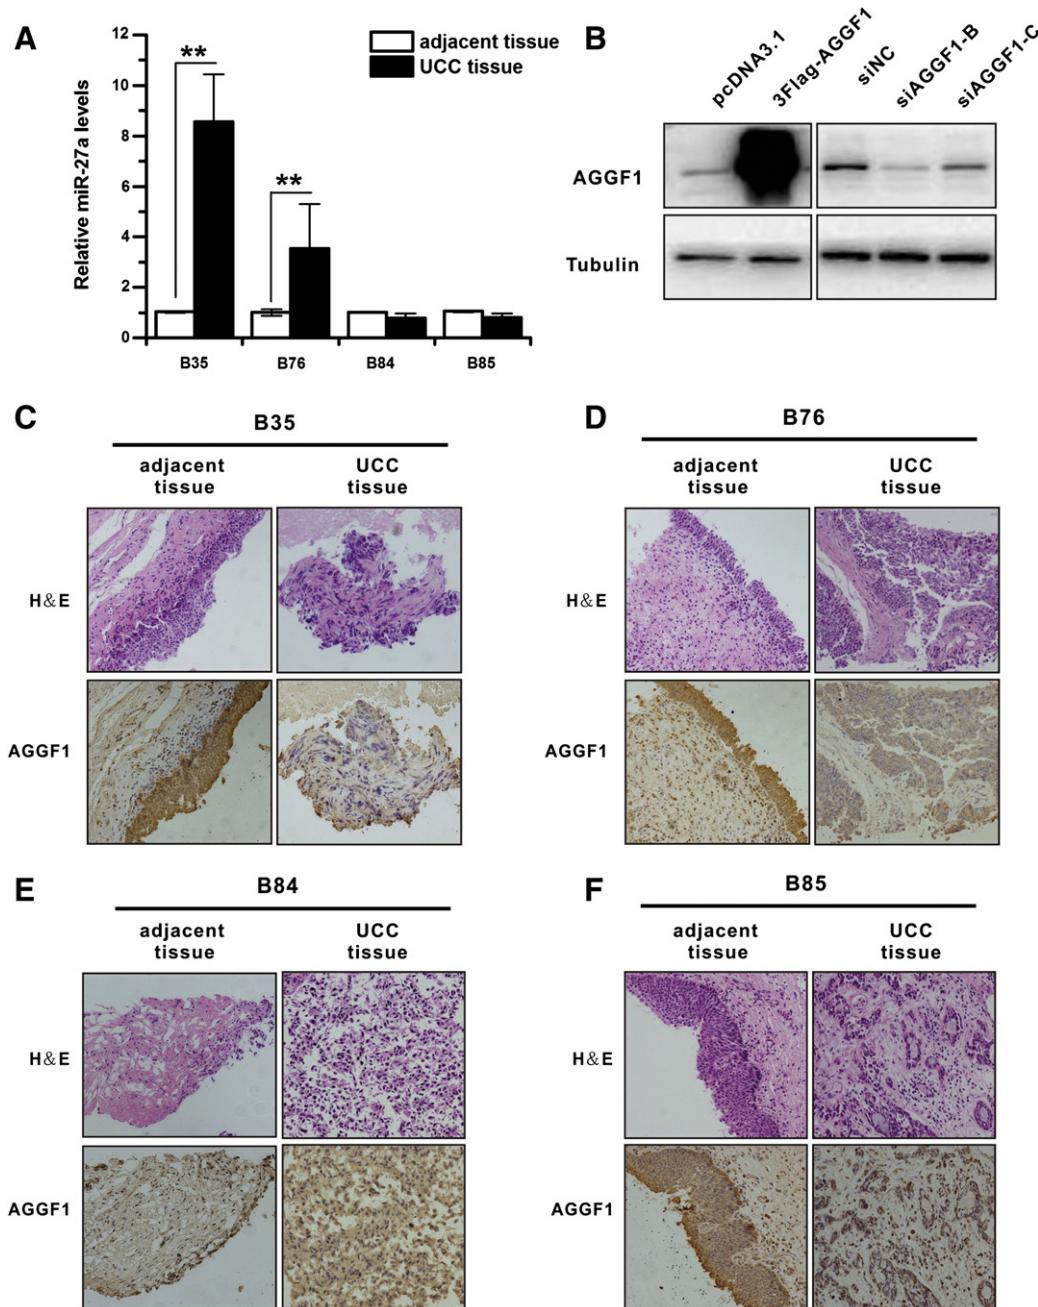 A
12
10
8
6
4
2
0
Relative miR-27a levels
**
**
adjacent tissue
UCC tissue
B35
B76
B84
B85
B
pcDNA3.1
3Flag-AGGF1
siNC
siAGGF1-B
siAGGF1-C
AGGF1
Tubulin
C
B35
adjacent
tissue
UCC
tissue
H&E
AGGF1
D
B76
adjacent
tissue
UCC
tissue
H&E
AGGF1
E
B84
adjacent
tissue
UCC
tissue
H&E
AGGF1
F
B85
adjacent
tissue
UCC
tissue
H&E
AGGF1